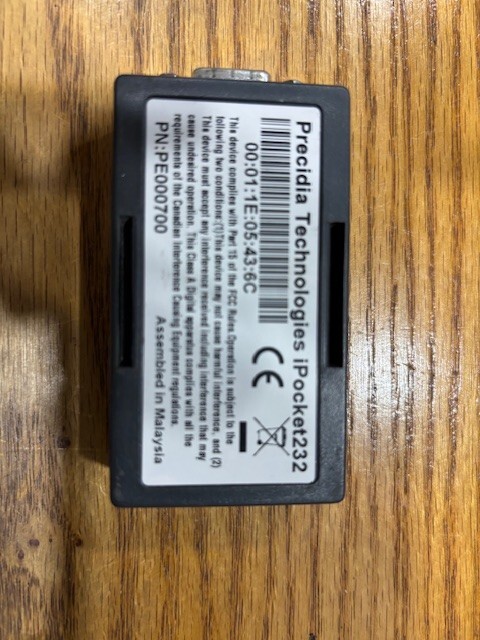 Precidia Technologies iPocket232
00:01:1E:05:43:6C
CE
This device complies with Part 15 of the FCC Rules.Operation is subject to the
following two conditions:(1)This device may not cause harmful interference, and (2)
This device must accept any interference received including interference that may
cause undesired operation. This Class A Digital apparatus complies with all the
requirements of the Canadian Interference Causing Equipment regulations.
PN:PE000700 Assembled in Malaysia